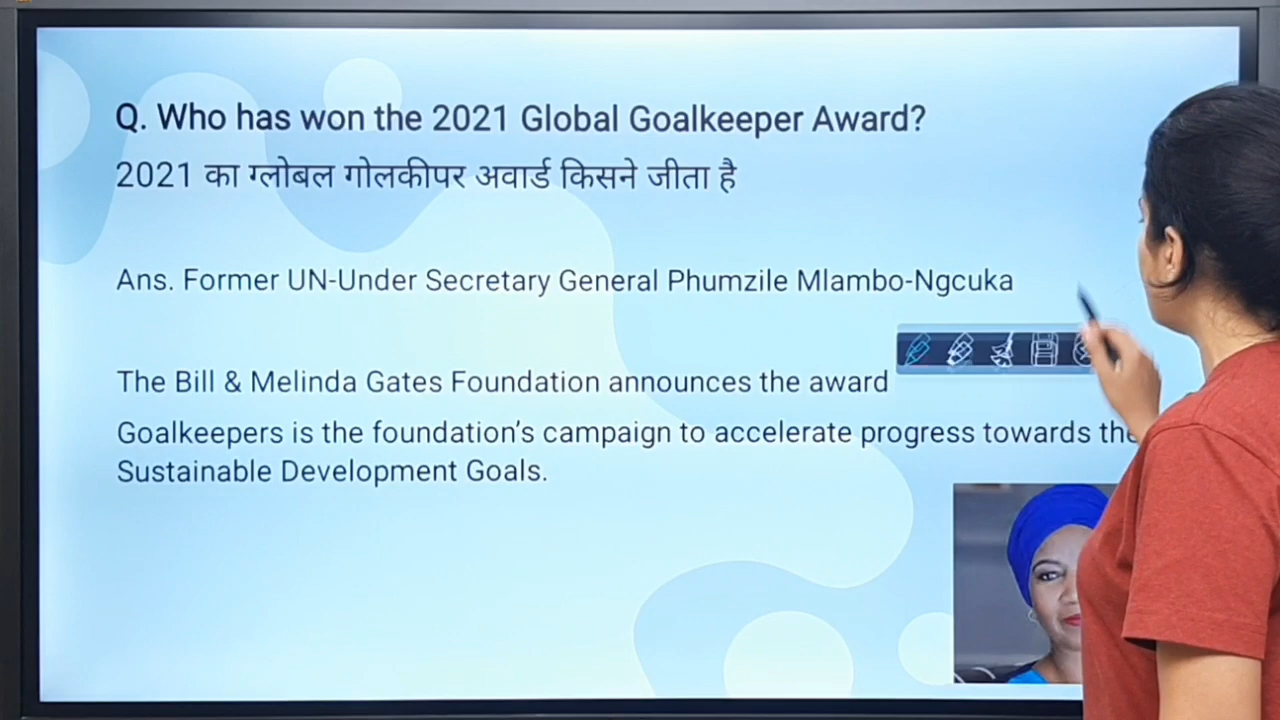 Q. Who has won the 2021 Global Goalkeeper Award?
2021 का ग्लोबल गोलकीपर अवार्ड किसने जीता है
Ans. Former UN-Under Secretary General Phumzile Mlambo-Ngcuka
The Bill & Melinda Gates Foundation announces the award
Goalkeepers is the foundation’s campaign to accelerate progress towards the
Sustainable Development Goals.